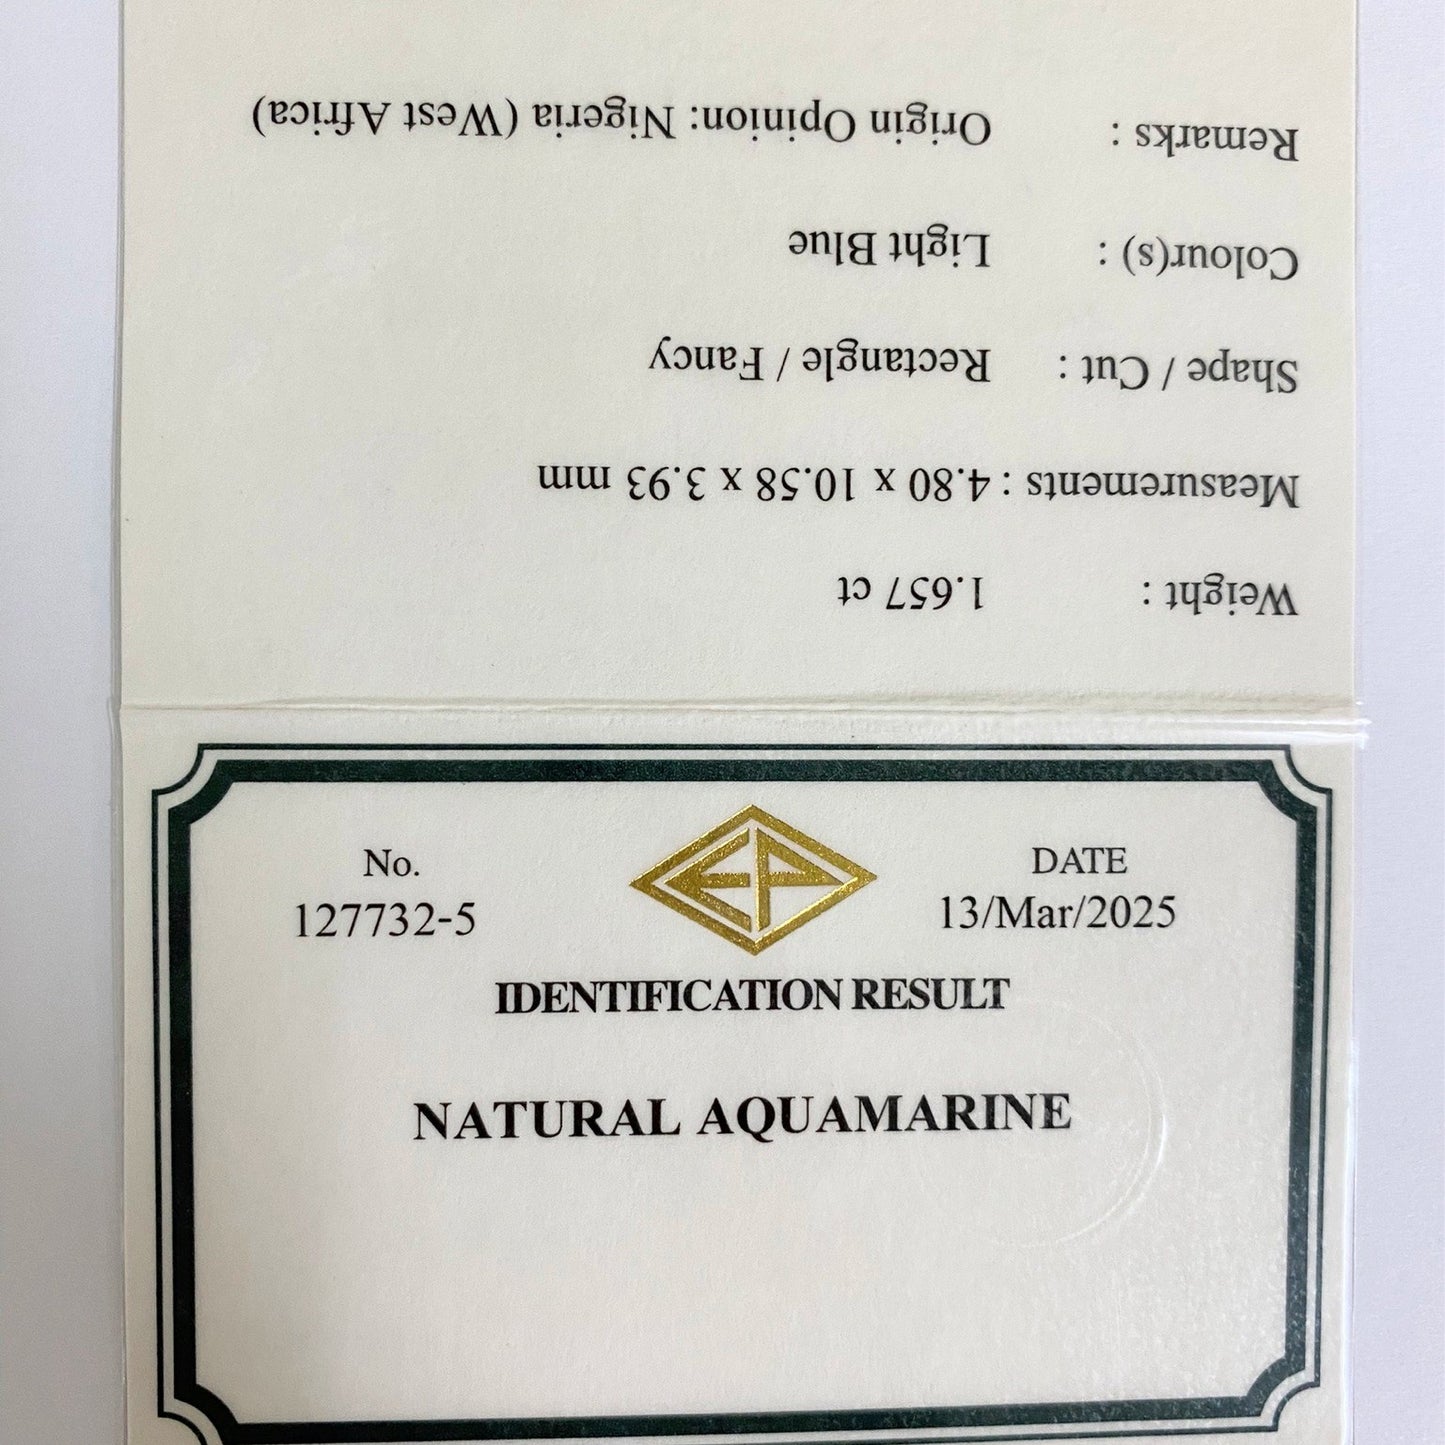 No.
127732-5
EP
DATE
13/Mar/2025
IDENTIFICATION RESULT
NATURAL AQUAMARINE
Weight : 1.657 ct
Measurements : 4.80 x 10.58 x 3.93 mm
Shape / Cut : Rectangle / Fancy
Colour(s) : Light Blue
Remarks : Origin Opinion: Nigeria (West Africa)